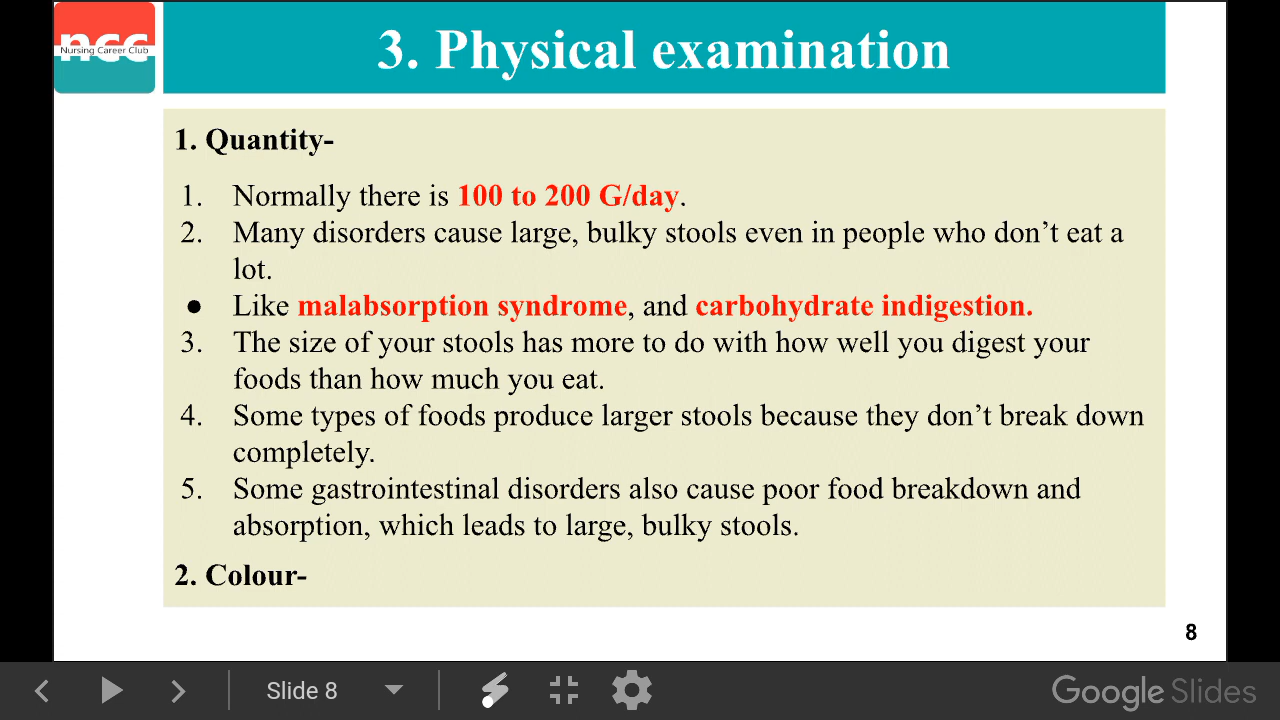 ncc
Nursing Career Club
3. Physical examination
1. Quantity-
1. Normally there is 100 to 200 G/day.
2. Many disorders cause large, bulky stools even in people who don’t eat a
lot.
● Like malabsorption syndrome, and carbohydrate indigestion.
3. The size of your stools has more to do with how well you digest your
foods than how much you eat.
4. Some types of foods produce larger stools because they don’t break down
completely.
5. Some gastrointestinal disorders also cause poor food breakdown and
absorption, which leads to large, bulky stools.
2. Colour-
8
Slide 8
Google Slides